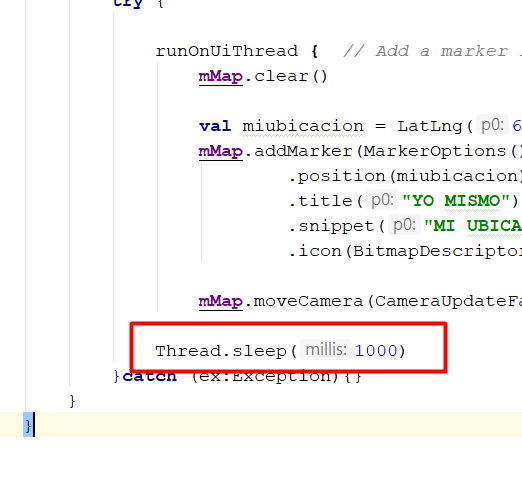 try {
runOnUiThread { // Add a marker
mMap.clear()
val miubicacion = LatLng( p0: 6
mMap.addMarker(MarkerOptions()
.position(miubicacion)
.title( p0: "YO MISMO")
.snippet( p0: "MI UBICA
.icon(BitmapDescriptor
mMap.moveCamera(CameraUpdateFa
Thread.sleep( millis: 1000)
}catch (ex:Exception){}
}
}